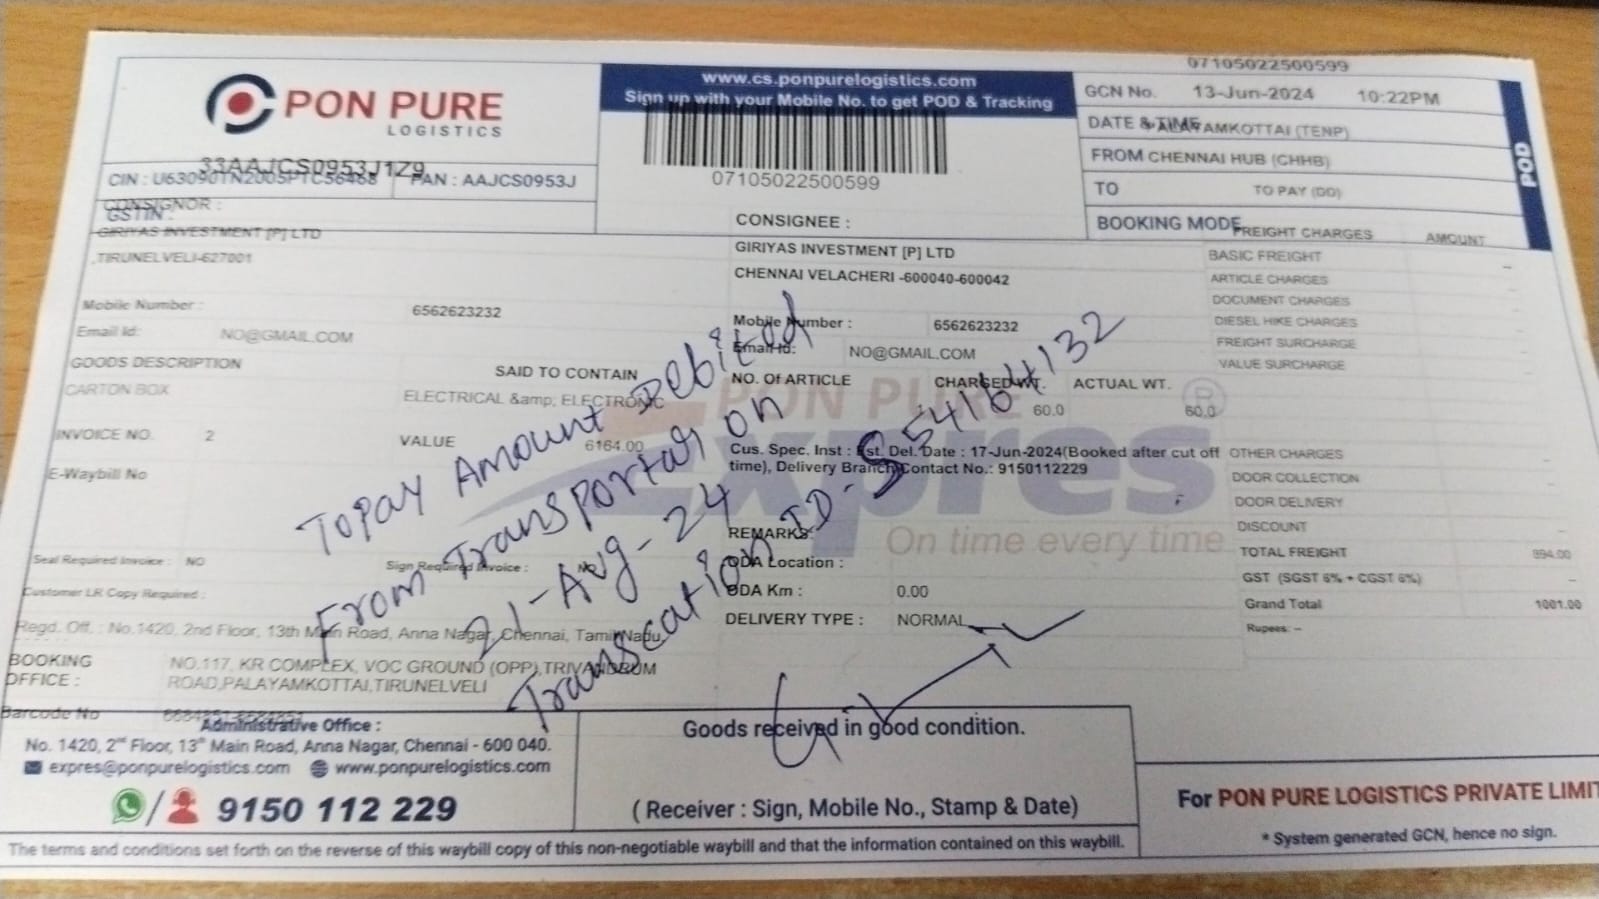 PON PURE
LOGISTICS
www.cs.ponpurelogistics.com
Sign up with your Mobile No. to get POD & Tracking
07105022500599
07105022500599
GCN No. 13-Jun-2024 10:22PM
DATE & TIME PALAYAMKOTTAI (TENP)
FROM CHENNAI HUB (CHHB)
TO TO PAY (DD)
BOOKING MODE
POD
33AAJCS0953J1Z9
CIN : U63090TN2005PTC56468 PAN : AAJCS0953J
GSTIN :
CONSIGNOR :
GIRIYAS INVESTMENT [P] LTD
,TIRUNELVELI-627001
Mobile Number : 6562623232
Email Id: NO@GMAIL.COM
GOODS DESCRIPTION SAID TO CONTAIN
CARTON BOX ELECTRICAL &amp; ELECTRONIC
INVOICE NO. 2 VALUE 6164.00
E-Waybill No
Seal Required Invoice : NO Sign Required Invoice : NO
Customer LR Copy Required :
CONSIGNEE :
GIRIYAS INVESTMENT [P] LTD
CHENNAI VELACHERI -600040-600042
Mobile Number : 6562623232
Email Id: NO@GMAIL.COM
NO. Of ARTICLE CHARGED WT. ACTUAL WT.
60.0 60.0
Cus. Spec. Inst : Est. Del. Date : 17-Jun-2024(Booked after cut off
time), Delivery Branch Contact No.: 9150112229
REMARKS:
ODA Location :
ODA Km : 0.00
DELIVERY TYPE : NORMAL
PON PURE
Expres
On time every time
FREIGHT CHARGES AMOUNT
BASIC FREIGHT –
ARTICLE CHARGES
DOCUMENT CHARGES
DIESEL HIKE CHARGES
FREIGHT SURCHARGE
VALUE SURCHARGE
OTHER CHARGES
DOOR COLLECTION
DOOR DELIVERY
DISCOUNT
TOTAL FREIGHT 894.00
GST (SGST 6% + CGST 6%) –
Grand Total 1001.00
Rupees: –
Topay Amount Debited
From Transportar on
21-Aug-24
Transcation ID-S54164132
Regd. Off. : No.1420, 2nd Floor, 13th Main Road, Anna Nagar, Chennai, Tamil Nadu,
BOOKING OFFICE : NO.117, KR COMPLEX, VOC GROUND (OPP),TRIVANDRUM
ROAD,PALAYAMKOTTAI,TIRUNELVELI
Barcode No
Administrative Office :
No. 1420, 2nd Floor, 13th Main Road, Anna Nagar, Chennai - 600 040.
expres@ponpurelogistics.com www.ponpurelogistics.com
9150 112 229
Goods received in good condition.
( Receiver : Sign, Mobile No., Stamp & Date)
For PON PURE LOGISTICS PRIVATE LIMIT
* System generated GCN, hence no sign.
The terms and conditions set forth on the reverse of this waybill copy of this non-negotiable waybill and that the information contained on this waybill.